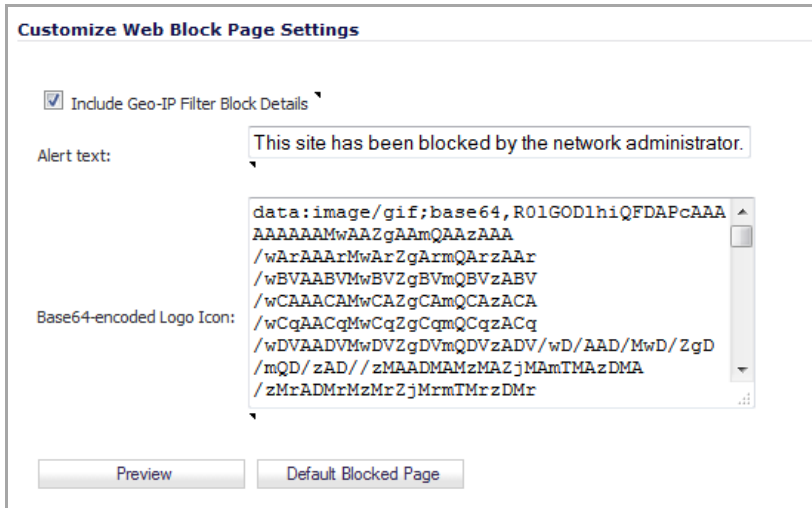 Customize Web Block Page Settings
Include Geo-IP Filter Block Details
Alert text:
This site has been blocked by the network administrator.
Base64-encoded Logo Icon:
data:image/gif;base64,R0lGODlhiQFDAPcAAA
AAAAAAMwAAZgAAmQAAzAAA
/wArAAArMwArZgArmQArzAAr
/wBVAABVMwBVZgBVmQBVzABV
/wCAAACAMwCAZgCAmQCAzACA
/wCqAACqMwCqZgCqmQCqzACq
/wDVAADVMwDVZgDVmQDVzADV/wD/AAD/MwD/ZgD
/mQD/zAD//zMAADMAMzMAZjMAmTMAzDMA
/zMrADMrMzMrZjMrmTMrzDMr
Preview
Default Blocked Page